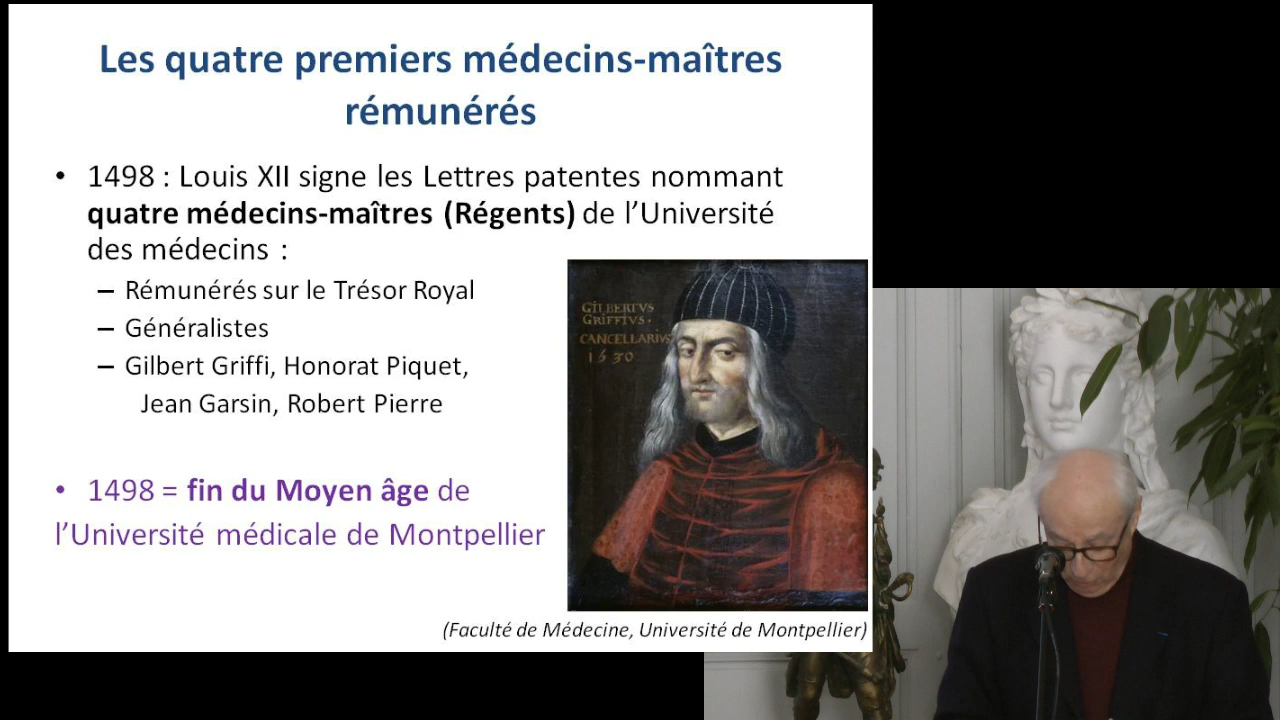 Les quatre premiers médecins-maîtres
rémunérés
• 1498 : Louis XII signe les Lettres patentes nommant
quatre médecins-maîtres (Régents) de l’Université
des médecins :
– Rémunérés sur le Trésor Royal
– Généralistes
– Gilbert Griffi, Honorat Piquet,
Jean Garsin, Robert Pierre
GILBERTVS
GRIFFIVS.
CANCELLARIVS
1530
• 1498 = fin du Moyen âge de
l’Université médicale de Montpellier
(Faculté de Médecine, Université de Montpellier)